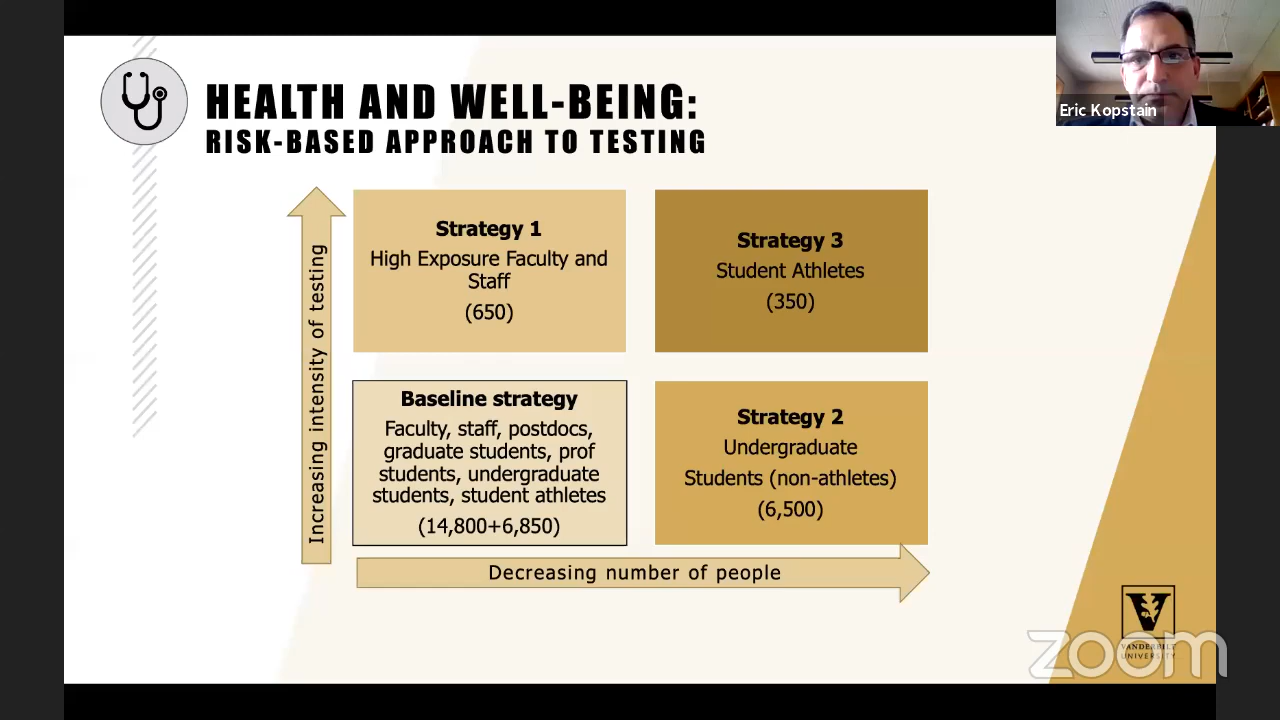 Eric Kopstain
HEALTH AND WELL-BEING:
RISK-BASED APPROACH TO TESTING
Increasing intensity of testing
Strategy 1
High Exposure Faculty and
Staff
(650)
Strategy 3
Student Athletes
(350)
Baseline strategy
Faculty, staff, postdocs,
graduate students, prof
students, undergraduate
students, student athletes
(14,800+6,850)
Strategy 2
Undergraduate
Students (non-athletes)
(6,500)
Decreasing number of people
V
VANDERBILT
UNIVERSITY
zoom